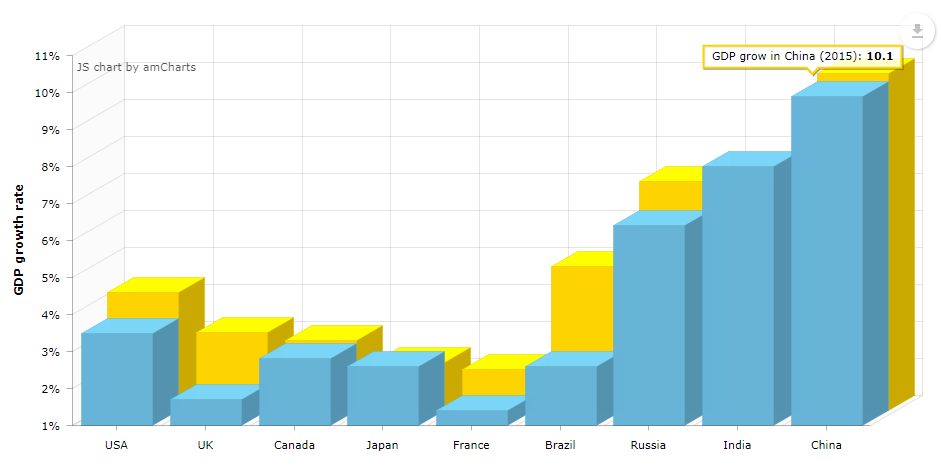 GDP grow in China (2015): 10.1
JS chart by amCharts
GDP growth rate
11%
10%
9%
8%
7%
6%
5%
4%
3%
2%
1%
USA UK Canada Japan France Brazil Russia India China